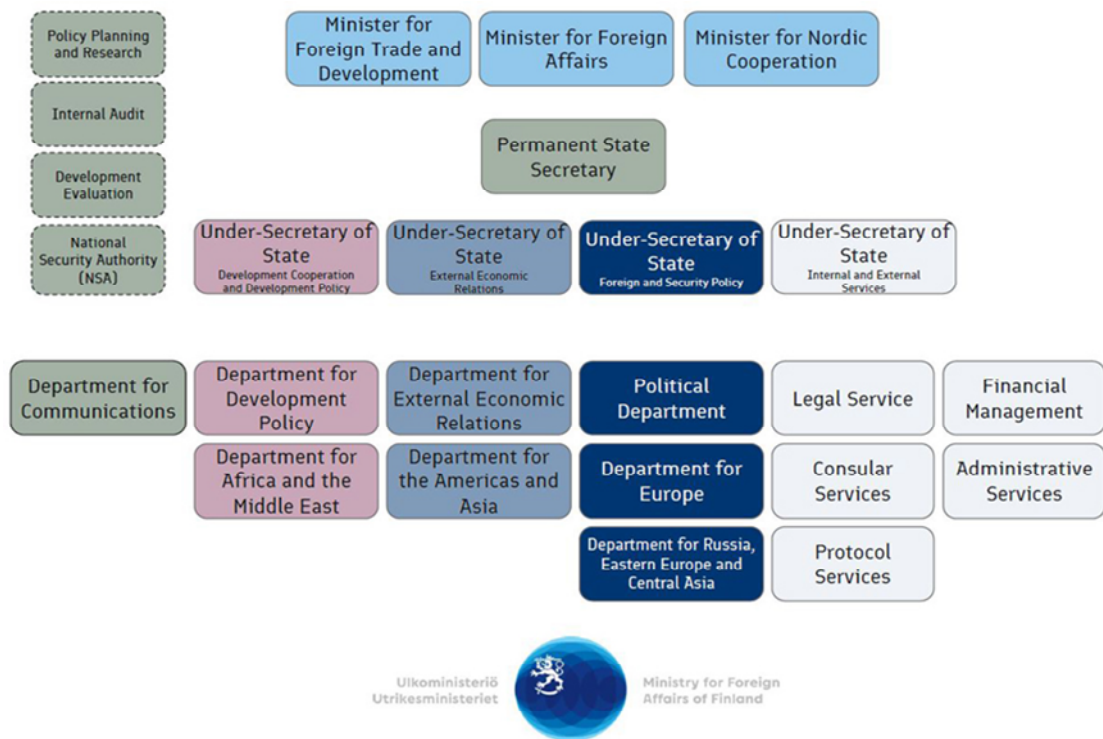 Policy Planning
and Research
Internal Audit
Development
Evaluation
National
Security Authority
(NSA)
Minister for
Foreign Trade and
Development
Minister for Foreign
Affairs
Minister for Nordic
Cooperation
Permanent State
Secretary
Under-Secretary of
State
Development Cooperation
and Development Policy
Under-Secretary of
State
External Economic
Relations
Under-Secretary of
State
Foreign and Security Policy
Under-Secretary of
State
Internal and External
Services
Department for
Communications
Department for
Development
Policy
Department for
External Economic
Relations
Political
Department
Legal Service
Financial
Management
Department for
Africa and the
Middle East
Department for
the Americas and
Asia
Department for
Europe
Consular
Services
Administrative
Services
Department for Russia,
Eastern Europe and
Central Asia
Protocol
Services
Ulkoministeriö
Utrikesministeriet
Ministry for Foreign
Affairs of Finland